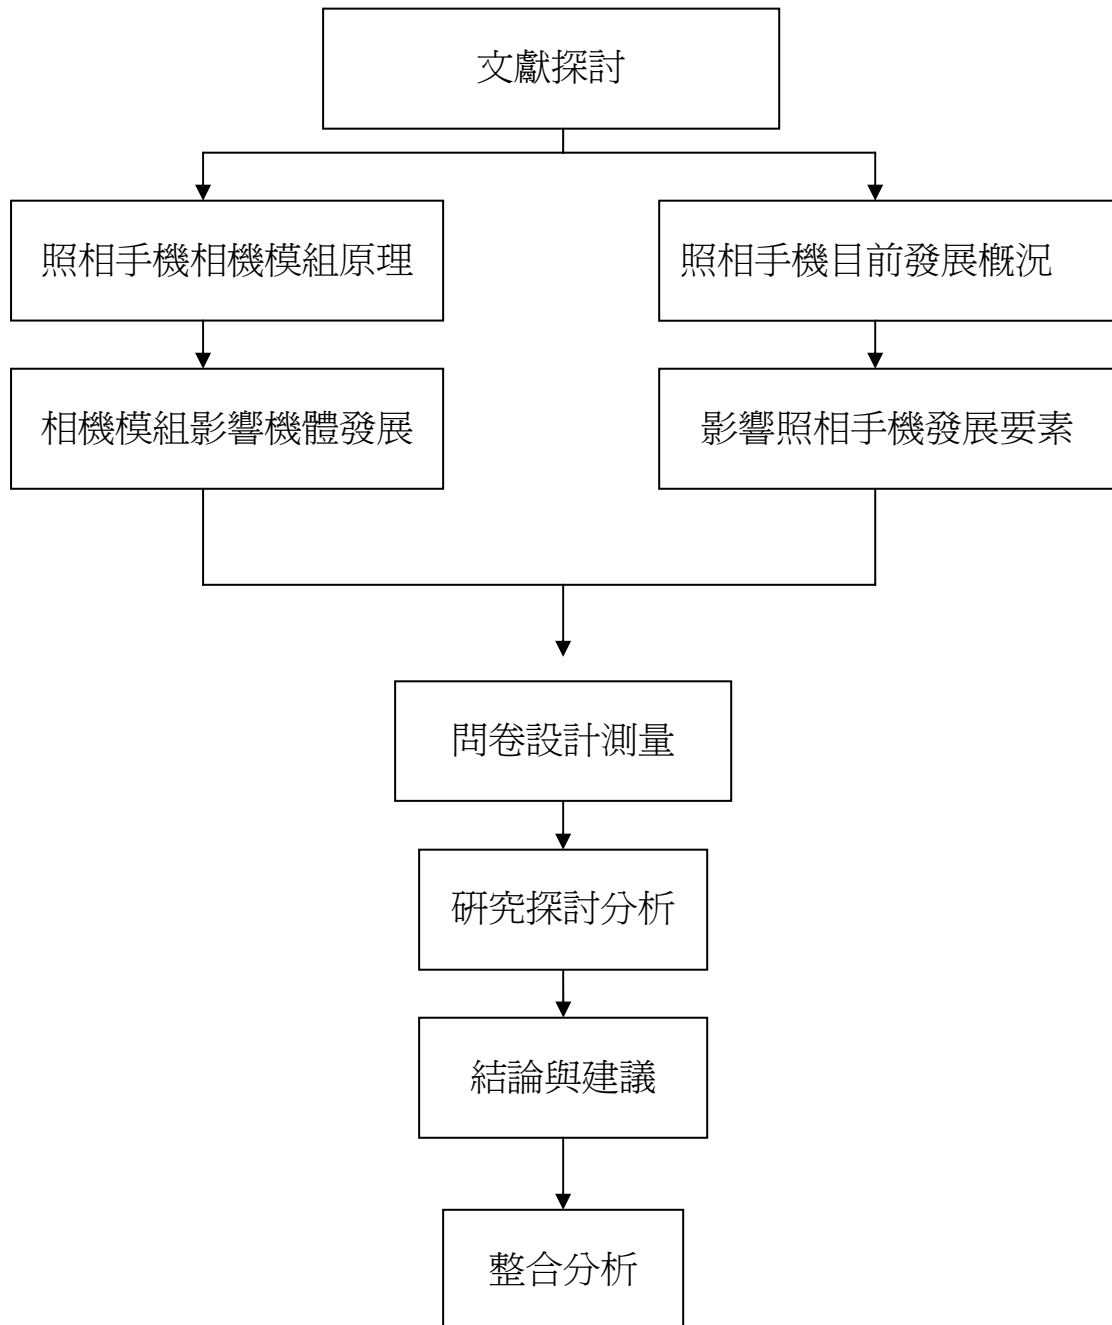 文獻探討
照相手機相機模組原理
照相手機目前發展概況
相機模組影響機體發展
影響照相手機發展要素
問卷設計測量
研究探討分析
結論與建議
整合分析